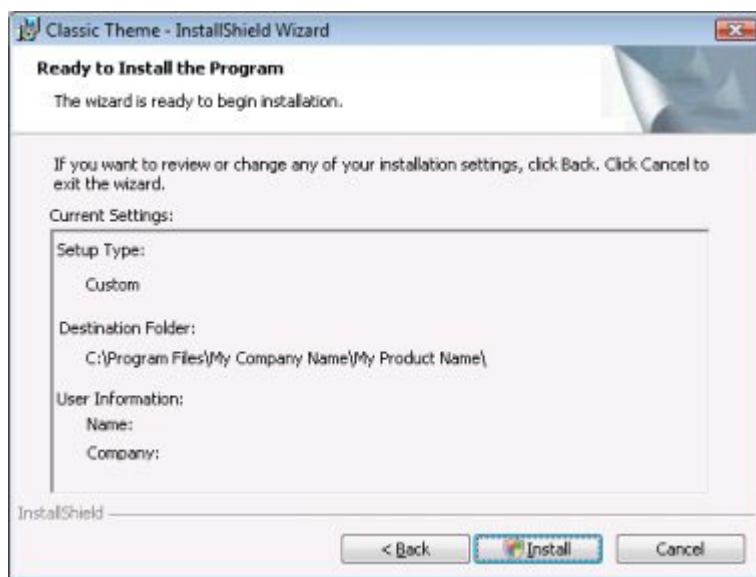 Classic Theme - InstallShield Wizard
Ready to Install the Program
The wizard is ready to begin installation.
If you want to review or change any of your installation settings, click Back. Click Cancel to
exit the wizard.
Current Settings:
Setup Type:
Custom
Destination Folder:
C:\Program Files\My Company Name\My Product Name\
User Information:
Name:
Company:
InstallShield
< Back
Install
Cancel